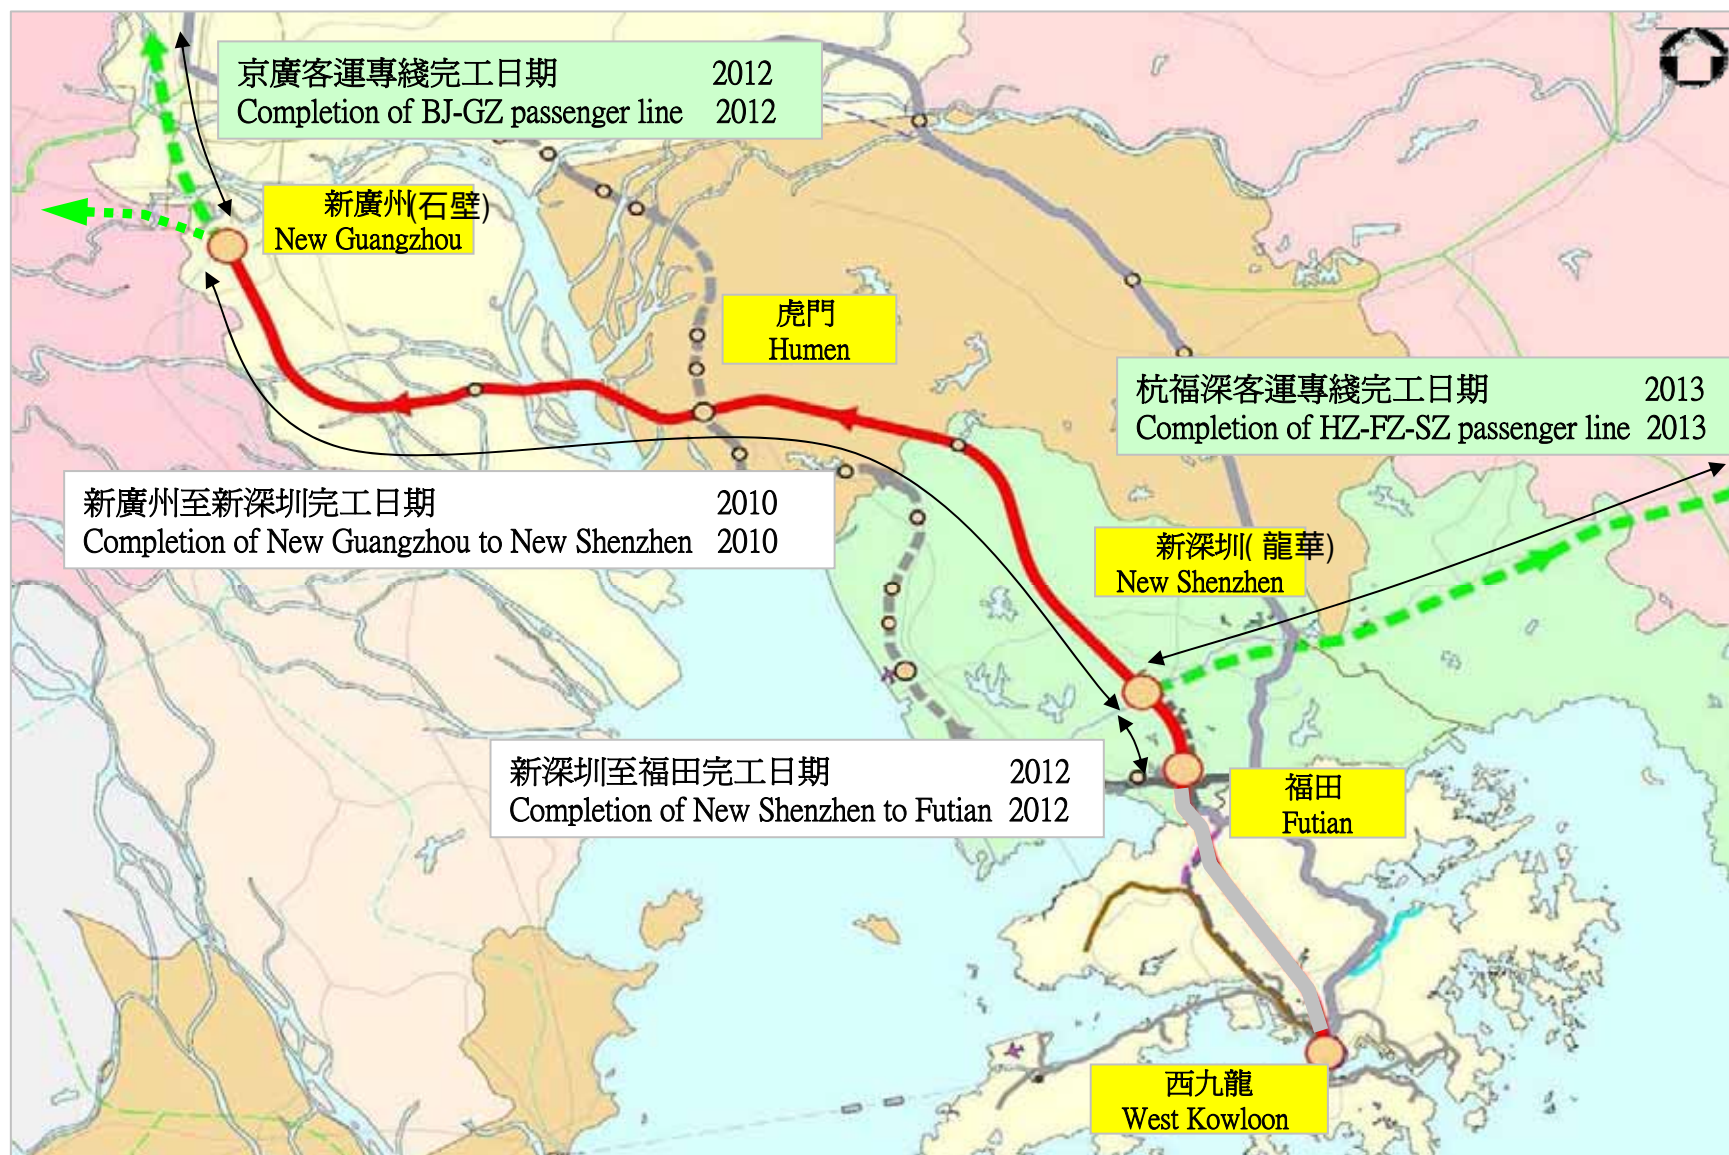 京廣客運專綫完工日期 2012
Completion of BJ-GZ passenger line 2012
新廣州(石壁)
New Guangzhou
虎門
Humen
杭福深客運專綫完工日期 2013
Completion of HZ-FZ-SZ passenger line 2013
新廣州至新深圳完工日期 2010
Completion of New Guangzhou to New Shenzhen 2010
新深圳( 龍華)
New Shenzhen
新深圳至福田完工日期 2012
Completion of New Shenzhen to Futian 2012
福田
Futian
西九龍
West Kowloon